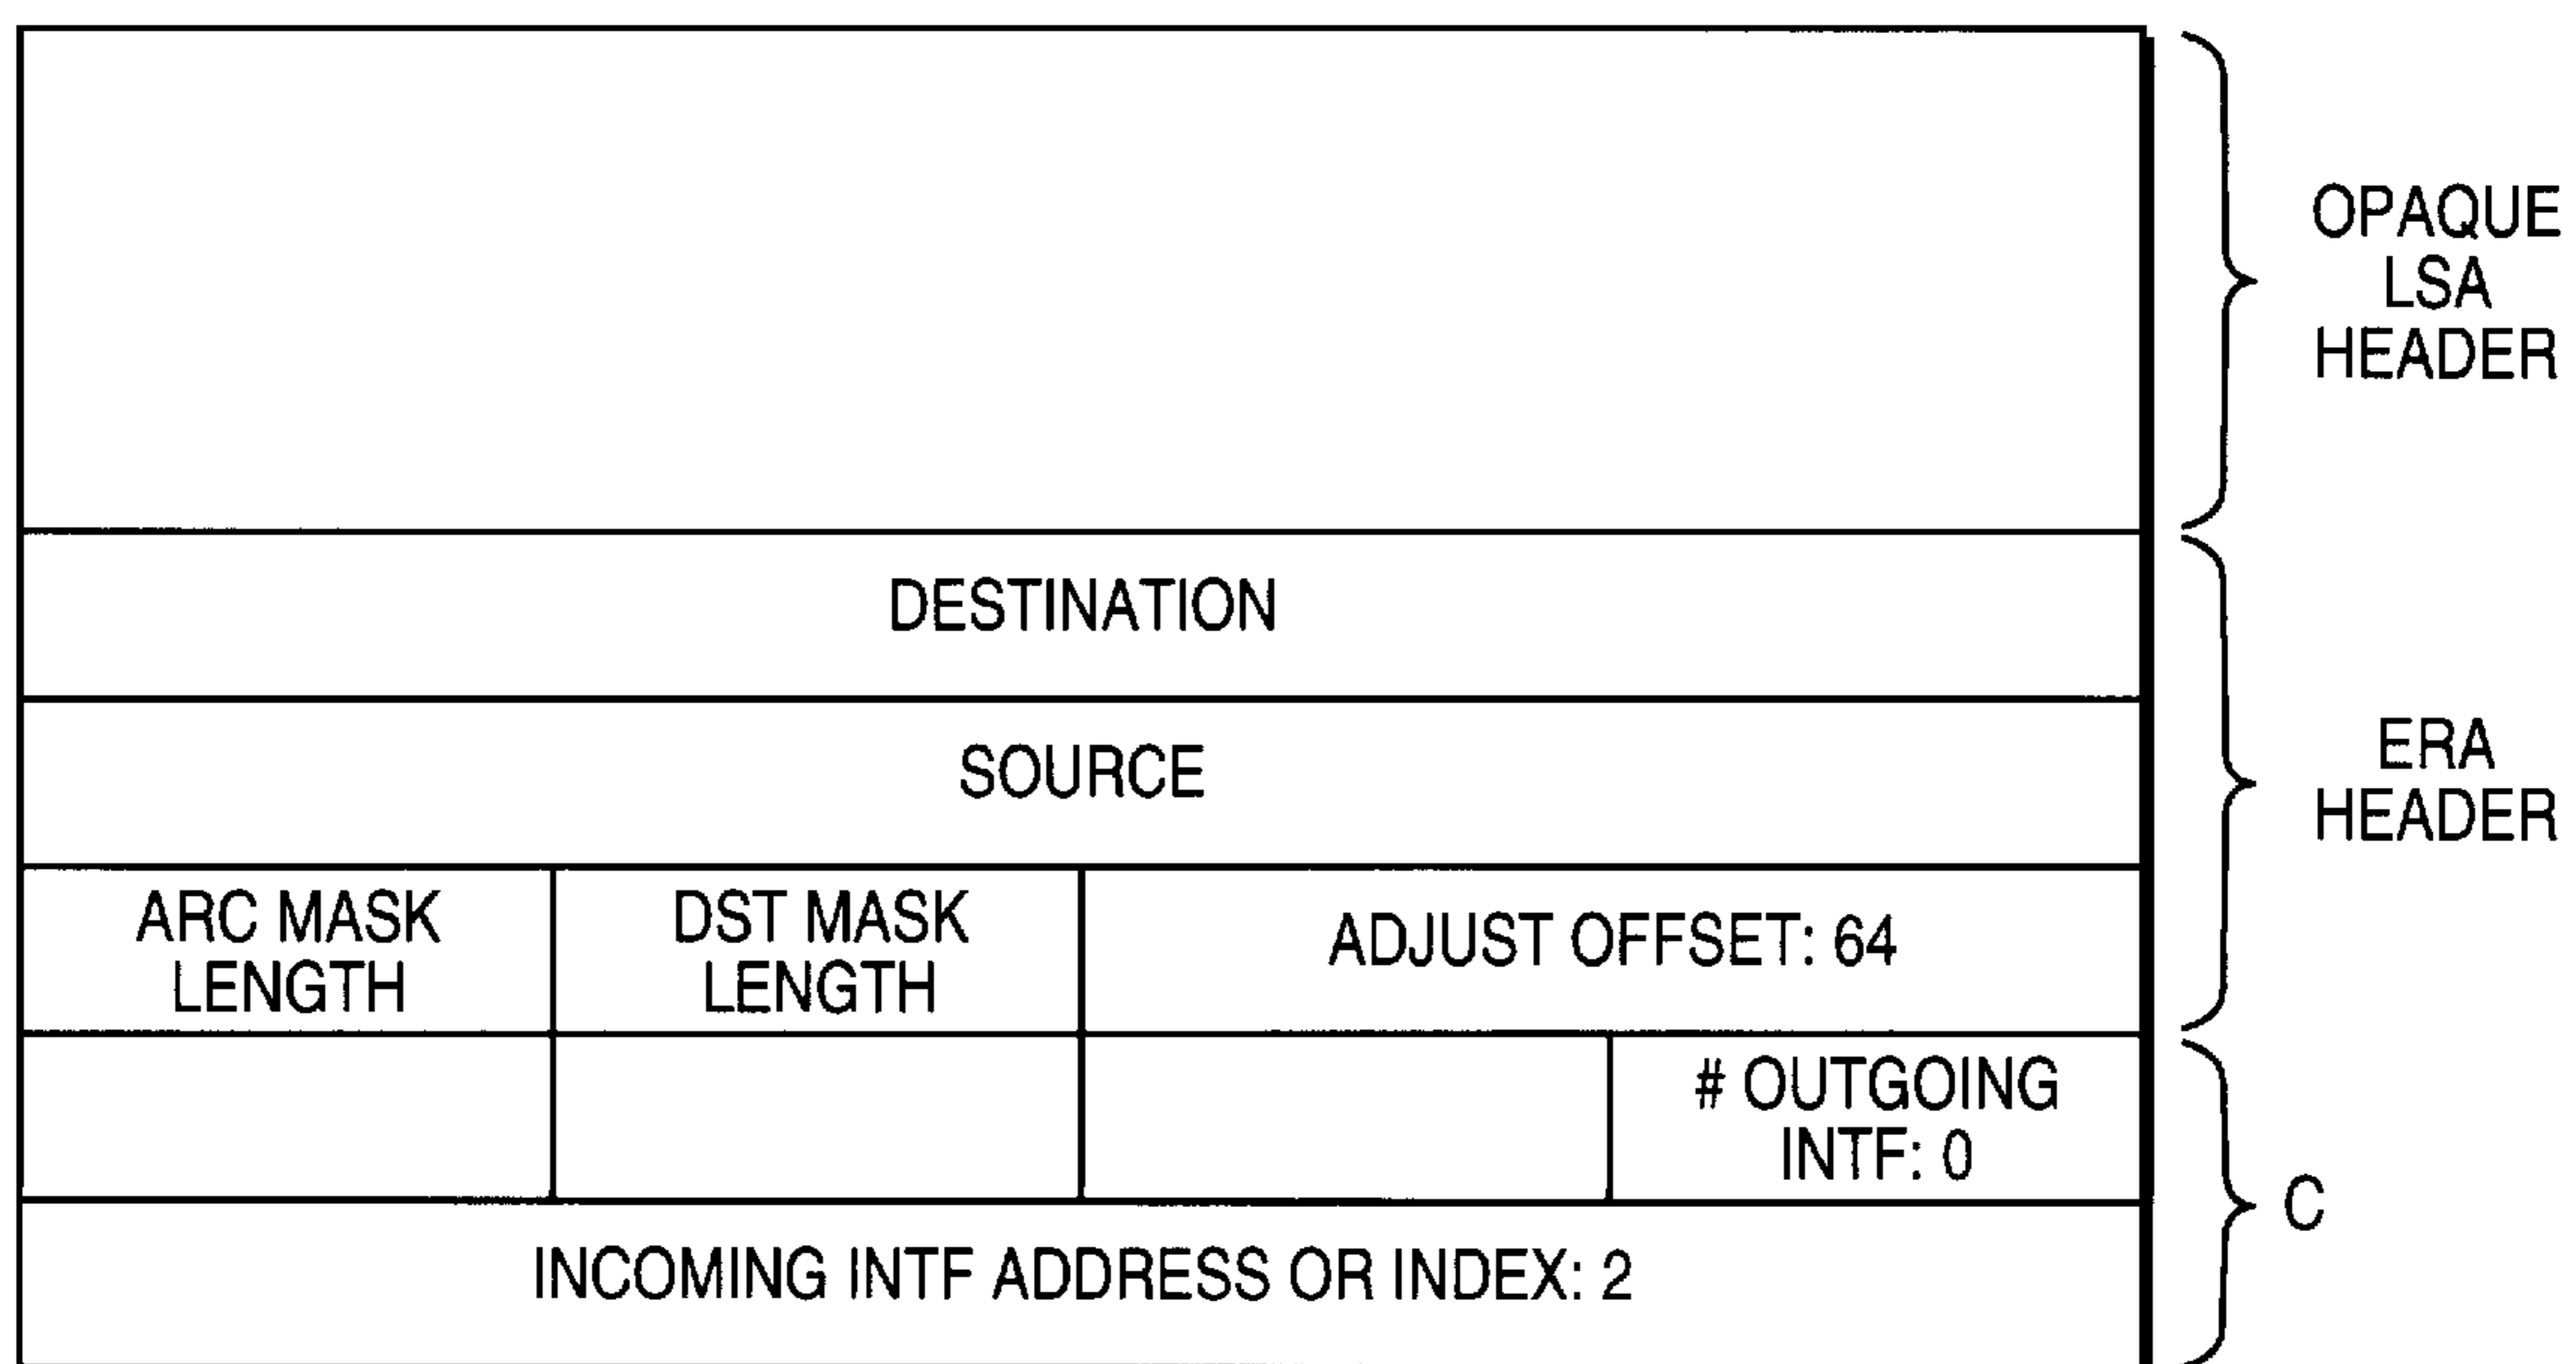 OPAQUE
LSA
HEADER
DESTINATION
SOURCE
ERA
HEADER
ARC MASK
LENGTH
DST MASK
LENGTH
ADJUST OFFSET: 64
# OUTGOING
INTF: 0
C
INCOMING INTF ADDRESS OR INDEX: 2